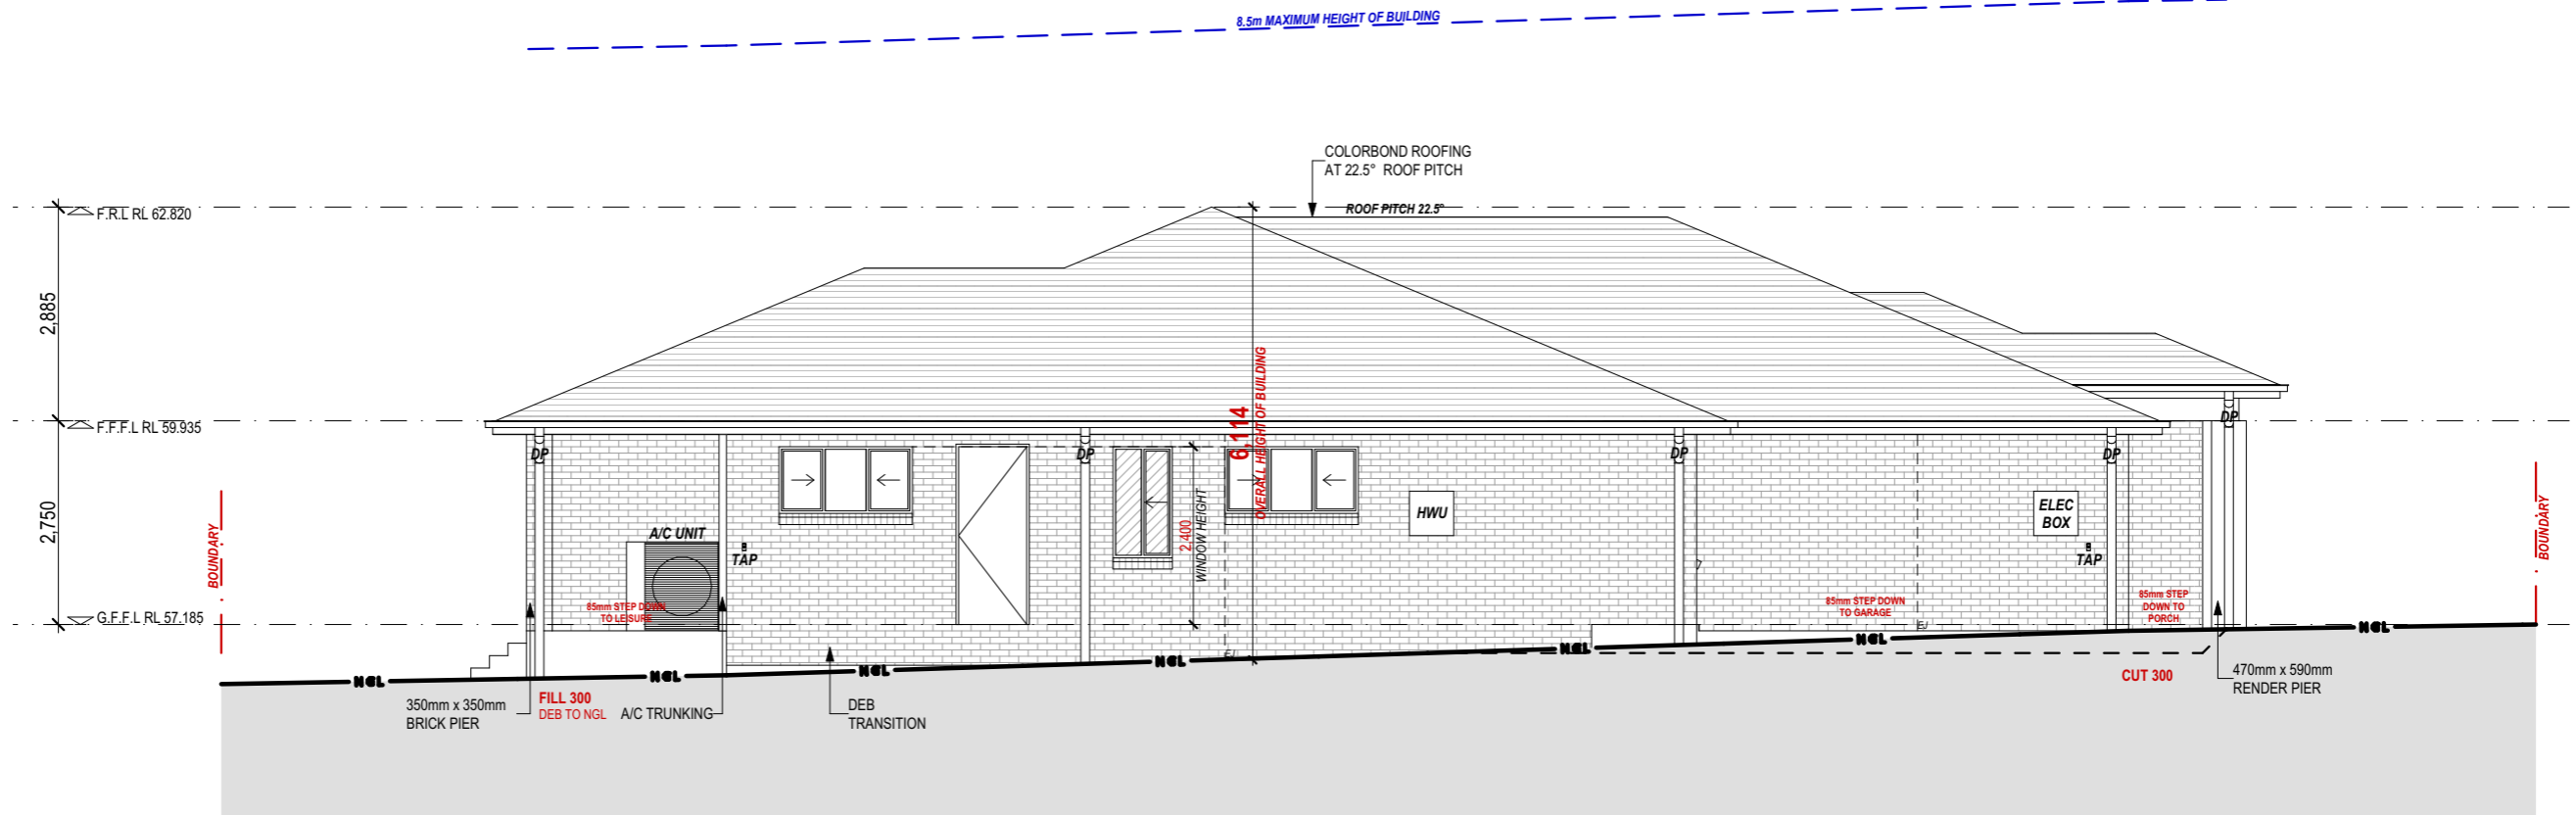 8.5m MAXIMUM HEIGHT OF BUILDING
COLORBOND ROOFING
AT 22.5° ROOF PITCH
F.R.L RL 62.820
ROOF PITCH 22.5°
2,885
6,114
OVERALL HEIGHT OF BUILDING
F.F.F.L RL 59.935
DP
DP
DP
DP
DP
2,750
BOUNDARY
A/C UNIT
TAP
2,400
WINDOW HEIGHT
HWU
ELEC
BOX
TAP
BOUNDARY
85mm STEP DOWN
TO LEISURE
85mm STEP DOWN
TO GARAGE
85mm STEP
DOWN TO
PORCH
G.F.F.L RL 57.185
EJ
EJ
NGL
NGL
NGL
NGL
NGL
NGL
NGL
350mm x 350mm
BRICK PIER
FILL 300
DEB TO NGL
A/C TRUNKING
DEB
TRANSITION
CUT 300
470mm x 590mm
RENDER PIER